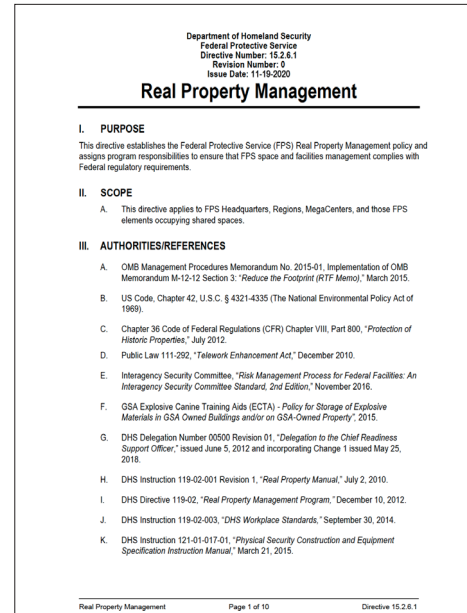 Department of Homeland Security
Federal Protective Service
Directive Number: 15.2.6.1
Revision Number: 0
Issue Date: 11-19-2020
Real Property Management
I. PURPOSE
This directive establishes the Federal Protective Service (FPS) Real Property Management policy and
assigns program responsibilities to ensure that FPS space and facilities management complies with
Federal regulatory requirements.
II. SCOPE
A. This directive applies to FPS Headquarters, Regions, MegaCenters, and those FPS
elements occupying shared spaces.
III. AUTHORITIES/REFERENCES
A. OMB Management Procedures Memorandum No. 2015-01, Implementation of OMB
Memorandum M-12-12 Section 3: "Reduce the Footprint (RTF Memo)," March 2015.
B. US Code, Chapter 42, U.S.C. § 4321-4335 (The National Environmental Policy Act of
1969).
C. Chapter 36 Code of Federal Regulations (CFR) Chapter VIII, Part 800, "Protection of
Historic Properties," July 2012.
D. Public Law 111-292, "Telework Enhancement Act," December 2010.
E. Interagency Security Committee, "Risk Management Process for Federal Facilities: An
Interagency Security Committee Standard, 2nd Edition," November 2016.
F. GSA Explosive Canine Training Aids (ECTA) - Policy for Storage of Explosive
Materials in GSA Owned Buildings and/or on GSA-Owned Property", 2015.
G. DHS Delegation Number 00500 Revision 01, "Delegation to the Chief Readiness
Support Officer," issued June 5, 2012 and incorporating Change 1 issued May 25,
2018.
H. DHS Instruction 119-02-001 Revision 1, "Real Property Manual," July 2, 2010.
I. DHS Directive 119-02, "Real Property Management Program," December 10, 2012.
J. DHS Instruction 119-02-003, "DHS Workplace Standards," September 30, 2014.
K. DHS Instruction 121-01-017-01, "Physical Security Construction and Equipment
Specification Instruction Manual," March 21, 2015.
Real Property Management Page 1 of 10 Directive 15.2.6.1